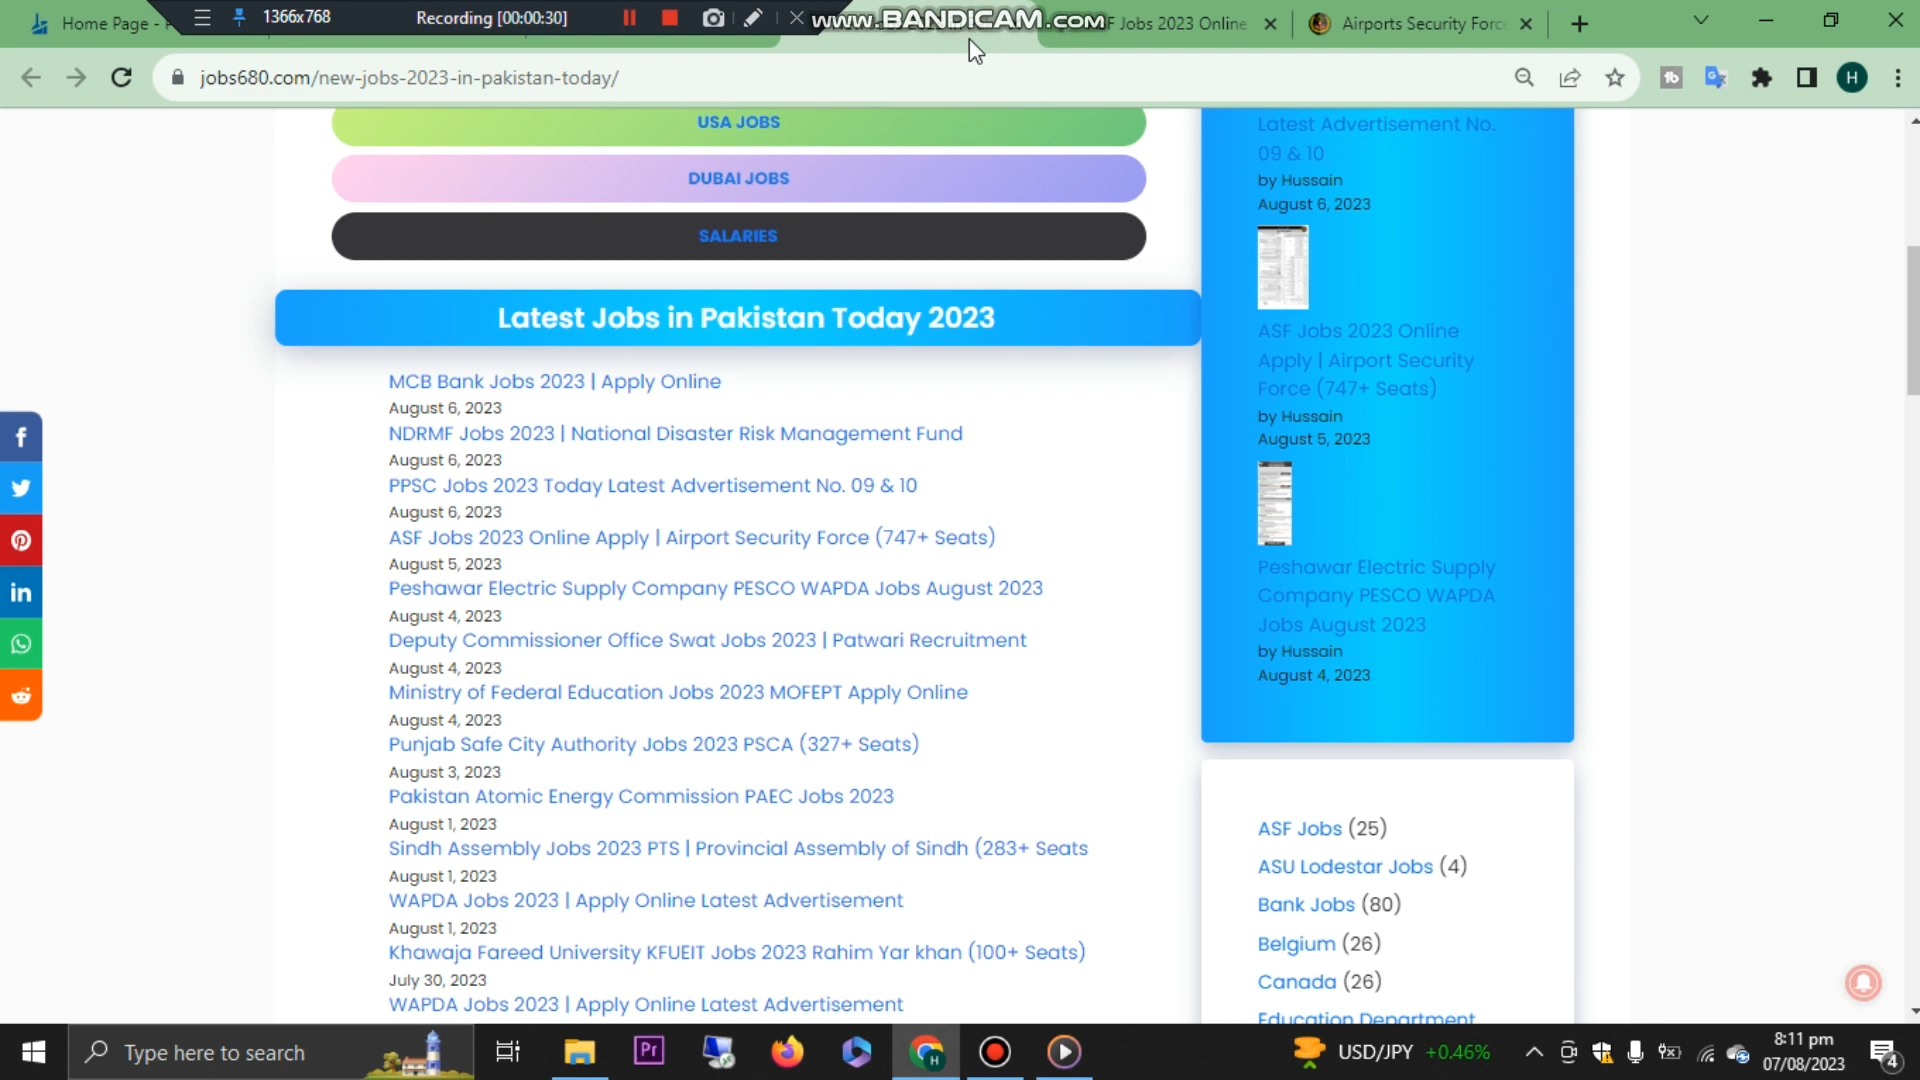 Home Page -
1366x768
Recording [00:00:30]
www.BANDICAM.com
F Jobs 2023 Online
Airports Security Forc
jobs680.com/new-jobs-2023-in-pakistan-today/
H
USA JOBS
DUBAI JOBS
SALARIES
Latest Jobs in Pakistan Today 2023
MCB Bank Jobs 2023 | Apply Online
August 6, 2023
NDRMF Jobs 2023 | National Disaster Risk Management Fund
August 6, 2023
PPSC Jobs 2023 Today Latest Advertisement No. 09 & 10
August 6, 2023
ASF Jobs 2023 Online Apply | Airport Security Force (747+ Seats)
August 5, 2023
Peshawar Electric Supply Company PESCO WAPDA Jobs August 2023
August 4, 2023
Deputy Commissioner Office Swat Jobs 2023 | Patwari Recruitment
August 4, 2023
Ministry of Federal Education Jobs 2023 MOFEPT Apply Online
August 4, 2023
Punjab Safe City Authority Jobs 2023 PSCA (327+ Seats)
August 3, 2023
Pakistan Atomic Energy Commission PAEC Jobs 2023
August 1, 2023
Sindh Assembly Jobs 2023 PTS | Provincial Assembly of Sindh (283+ Seats
August 1, 2023
WAPDA Jobs 2023 | Apply Online Latest Advertisement
August 1, 2023
Khawaja Fareed University KFUEIT Jobs 2023 Rahim Yar khan (100+ Seats)
July 30, 2023
WAPDA Jobs 2023 | Apply Online Latest Advertisement
Latest Advertisement No.
09 & 10
by Hussain
August 6, 2023
ASF Jobs 2023 Online
Apply | Airport Security
Force (747+ Seats)
by Hussain
August 5, 2023
Peshawar Electric Supply
Company PESCO WAPDA
Jobs August 2023
by Hussain
August 4, 2023
ASF Jobs (25)
ASU Lodestar Jobs (4)
Bank Jobs (80)
Belgium (26)
Canada (26)
Education Department
Type here to search
Pr
USD/JPY +0.46%
8:11 pm
07/08/2023
4